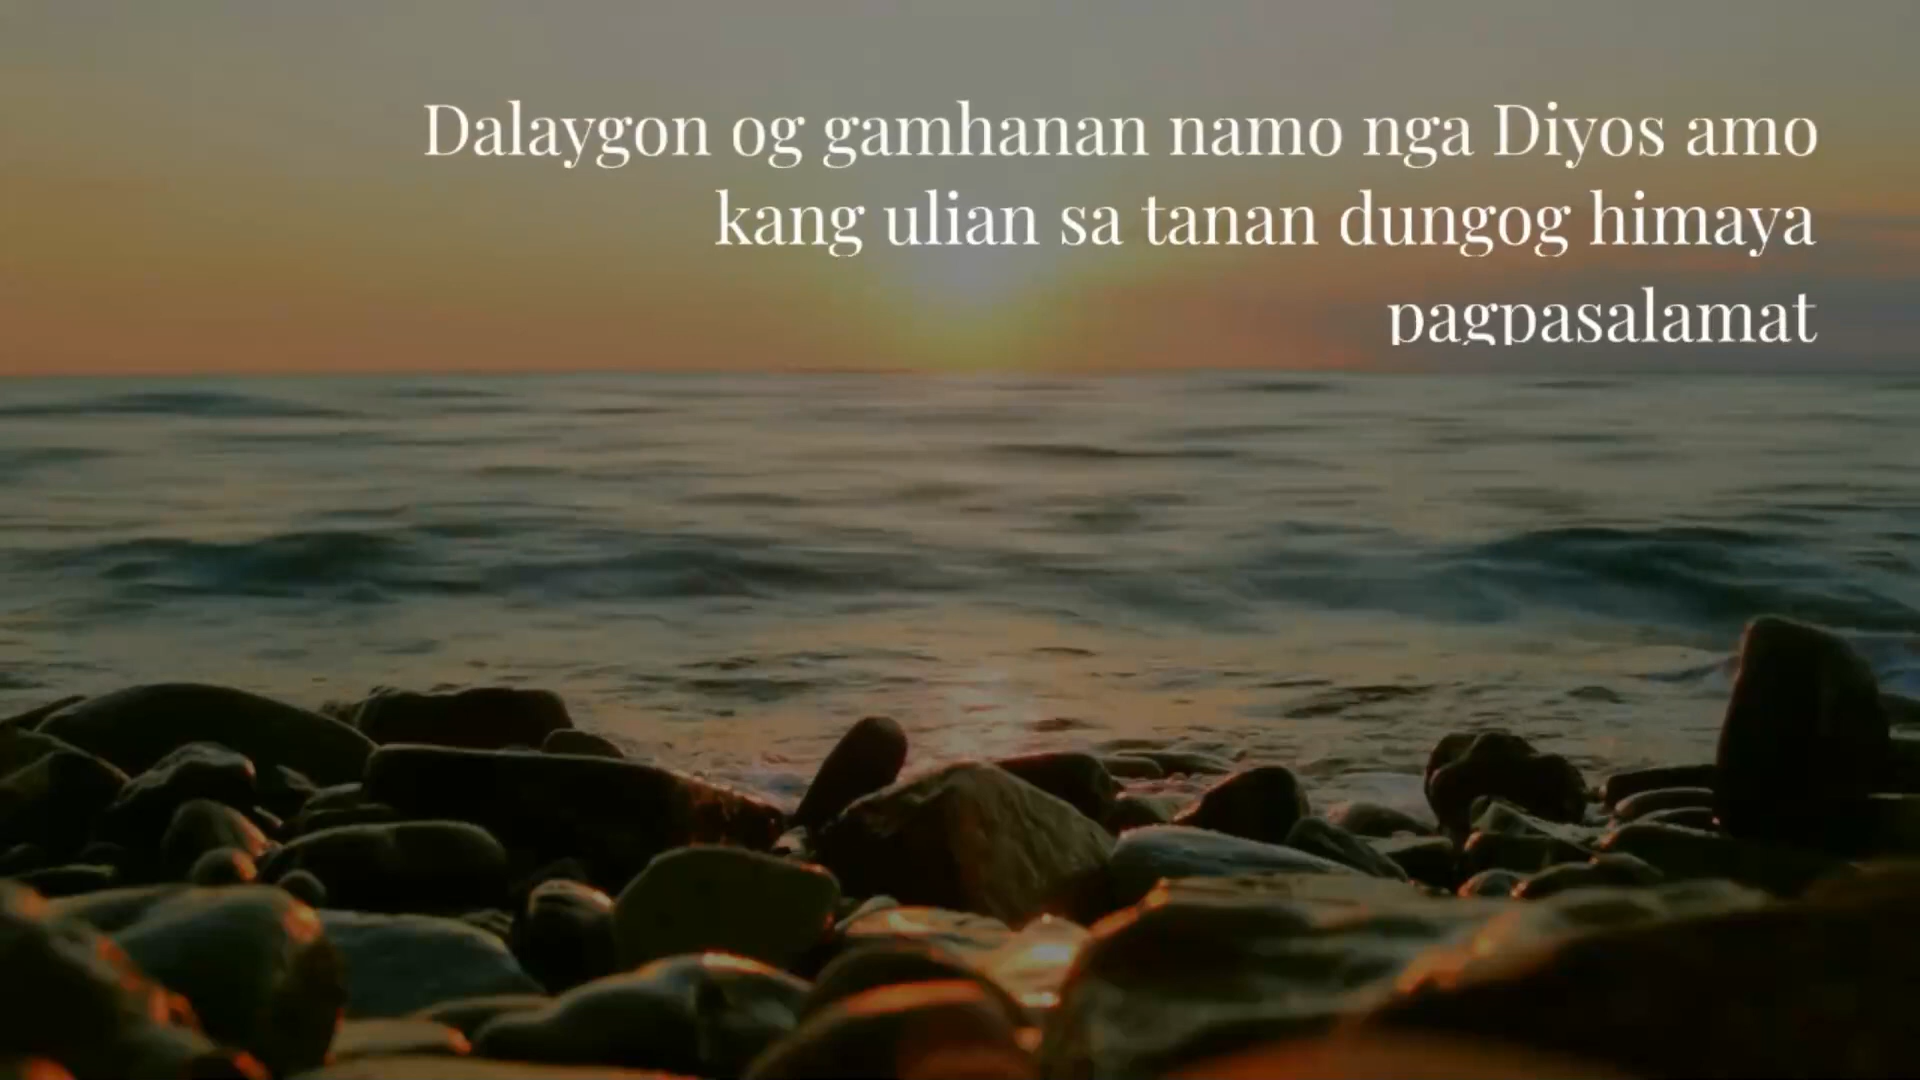 Dalaygon og gamhanan namo nga Diyos amo
kang ulian sa tanan dungog himaya
pagpasalamat